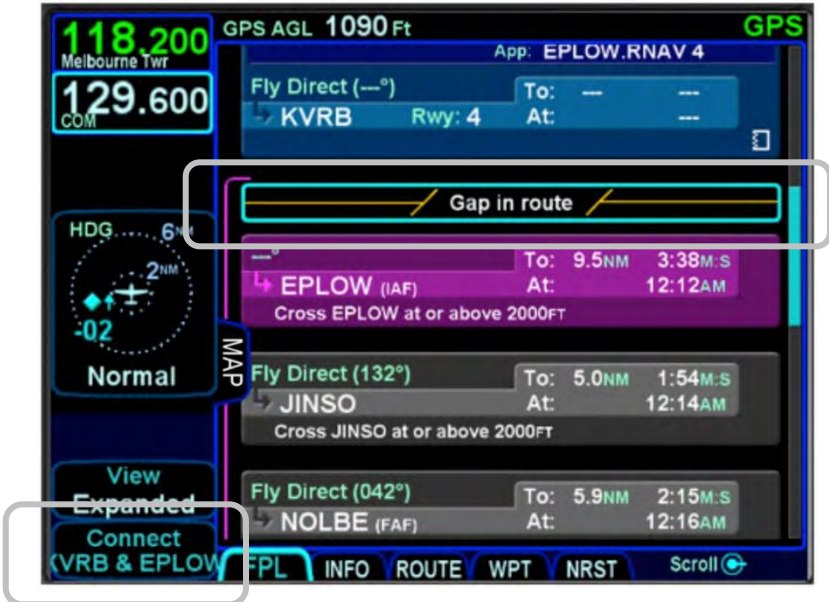 118.200
Melbourne Twr
129.600
COM
GPS AGL 1090 Ft
GPS
App: EPLOW.RNAV 4
Fly Direct (---°)
KVRB Rwy: 4
To: --- ---
At: ---
Gap in route
---°
EPLOW (IAF)
To: 9.5NM 3:38M:S
At: 12:12AM
Cross EPLOW at or above 2000FT
Fly Direct (132°)
JINSO
To: 5.0NM 1:54M:S
At: 12:14AM
Cross JINSO at or above 2000FT
Fly Direct (042°)
NOLBE (FAF)
To: 5.9NM 2:15M:S
At: 12:16AM
HDG 6NM
2NM
-02
Normal
MAP
View
Expanded
Connect
KVRB & EPLOW
FPL INFO ROUTE WPT NRST Scroll